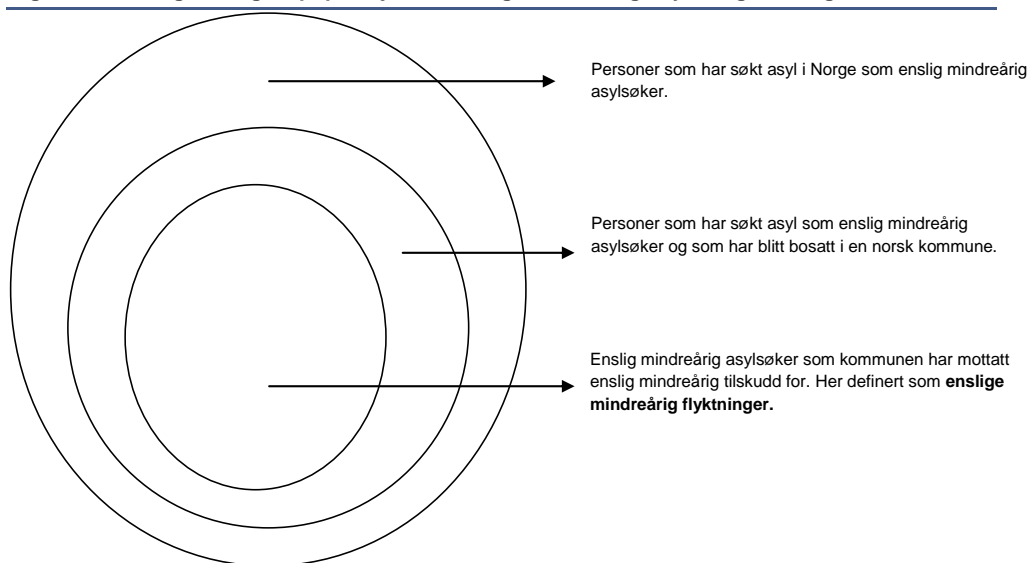 Personer som har søkt asyl i Norge som enslig mindreårig
asylsøker.
Personer som har søkt asyl som enslig mindreårig
asylsøker og som har blitt bosatt i en norsk kommune.
Enslig mindreårig asylsøker som kommunen har mottatt
enslig mindreårig tilskudd for. Her definert som enslige
mindreårig flyktninger.